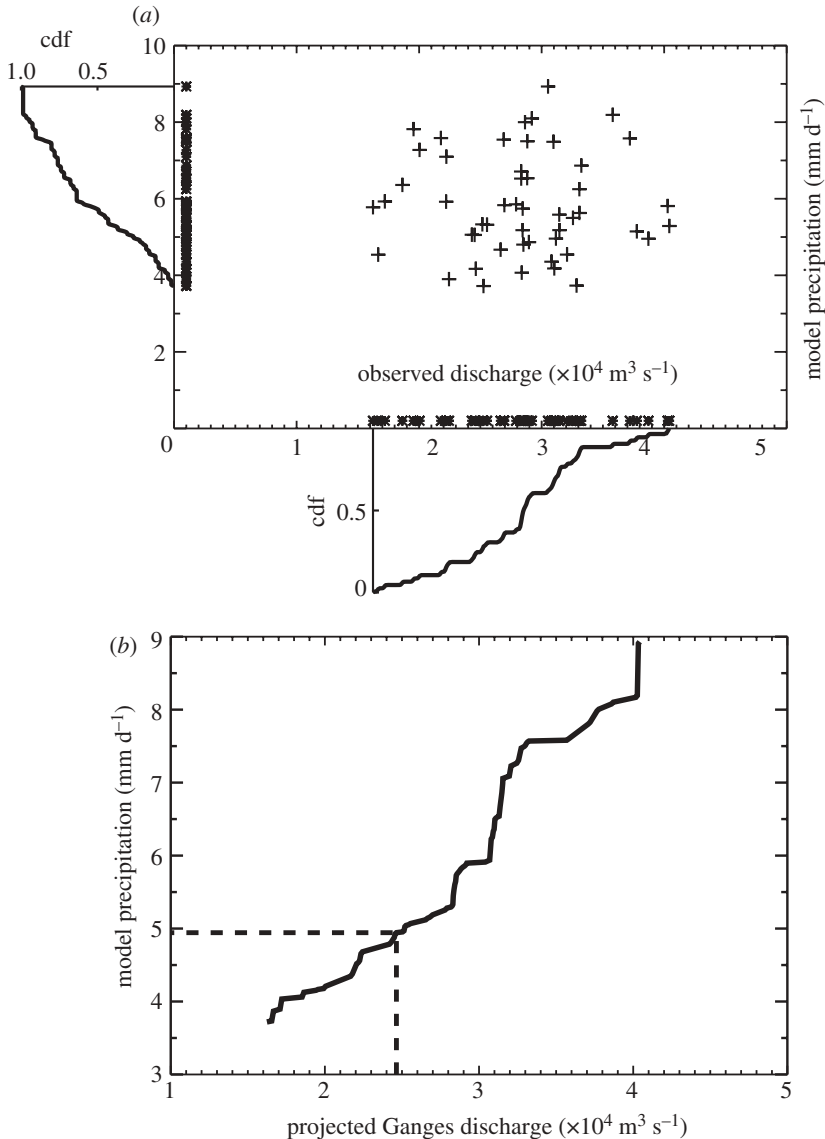 (a)
cdf
1.0 0.5
10
8
6
4
2
0 1 2 3 4 5
model precipitation (mm d⁻¹)
observed discharge (×10⁴ m³ s⁻¹)
cdf
0.5
0
(b)
9
8
7
6
5
4
3
1 2 3 4 5
model precipitation (mm d⁻¹)
projected Ganges discharge (×10⁴ m³ s⁻¹)